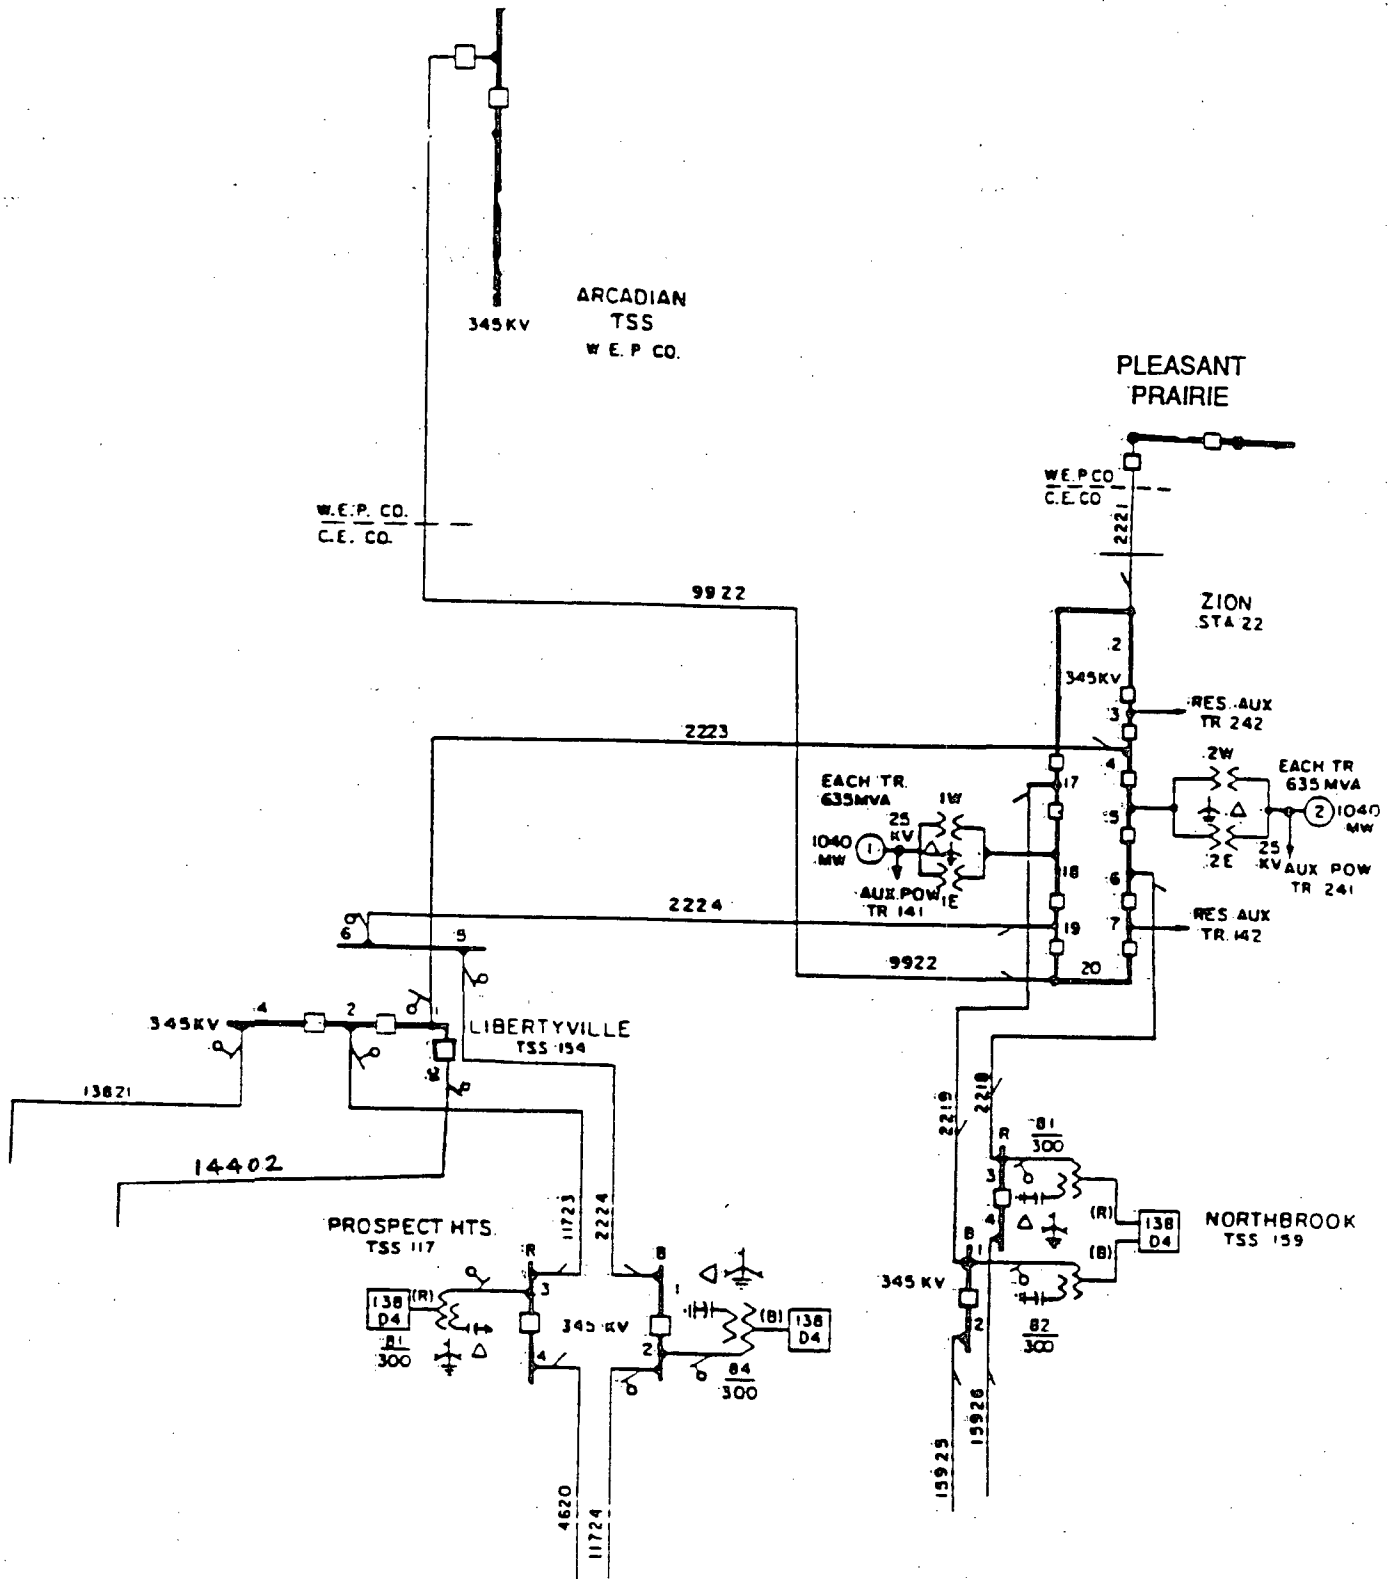 345KV
ARCADIAN
TSS
W.E.P CO.
PLEASANT
PRAIRIE
W.E.P CO
C.E. CO
2221
W.E.P. CO.
C.E. CO.
9922
ZION
STA 22
2
345KV
3
RES. AUX
TR 242
2223
4
2W
EACH TR
635MVA
5
2
1040
MW
2E
25
KV
AUX POW
TR 241
17
EACH TR.
635MVA
1W
25
KV
1040
MW
1
18
AUX.POW
TR 141
1E
6
2224
6
5
19
7
RES AUX
TR. 142
9922
20
345KV
4
2
1
LIBERTYVILLE
TSS 154
13821
14402
2219
2218
11723
2224
PROSPECT HTS.
TSS 117
R
3
138
D4
(R)
81
300
345 KV
4
B
1
2
(B)
138
D4
84
300
4620
11724
R
81
300
3
4
(R)
138
D4
(B)
NORTHBROOK
TSS 159
B
1
345 KV
2
82
300
15925
15926